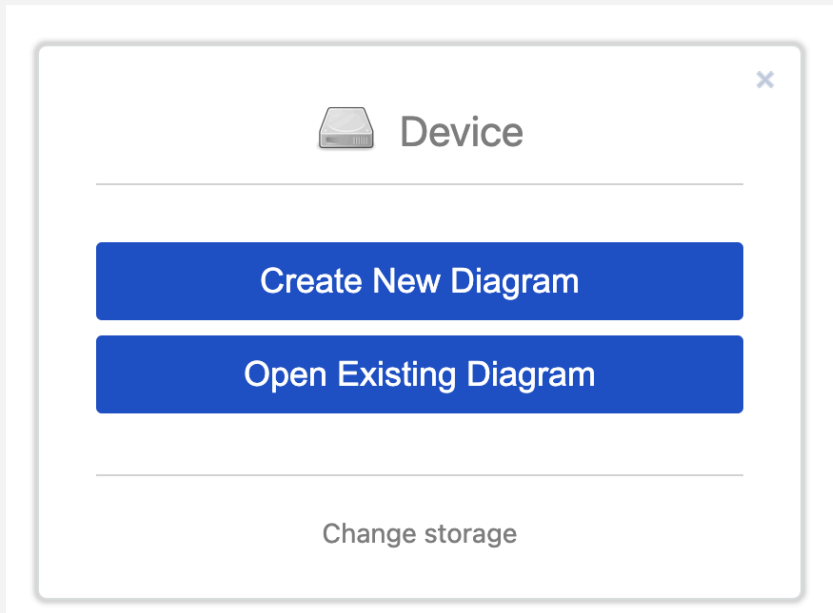 Device
Create New Diagram
Open Existing Diagram
Change storage